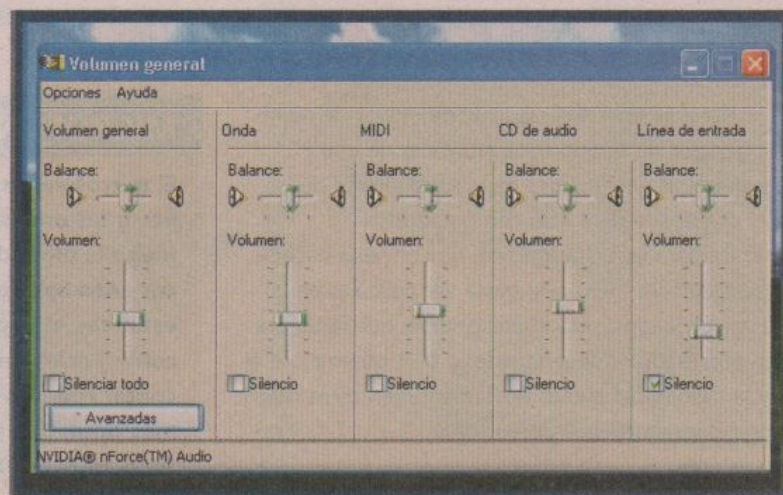 Volumen general
Opciones Ayuda
Volumen general
Balance:
Volumen:
Silenciar todo
Avanzadas
Onda
Balance:
Volumen:
Silencio
MIDI
Balance:
Volumen:
Silencio
CD de audio
Balance:
Volumen:
Silencio
Línea de entrada
Balance:
Volumen:
Silencio
NVIDIA® nForce(TM) Audio